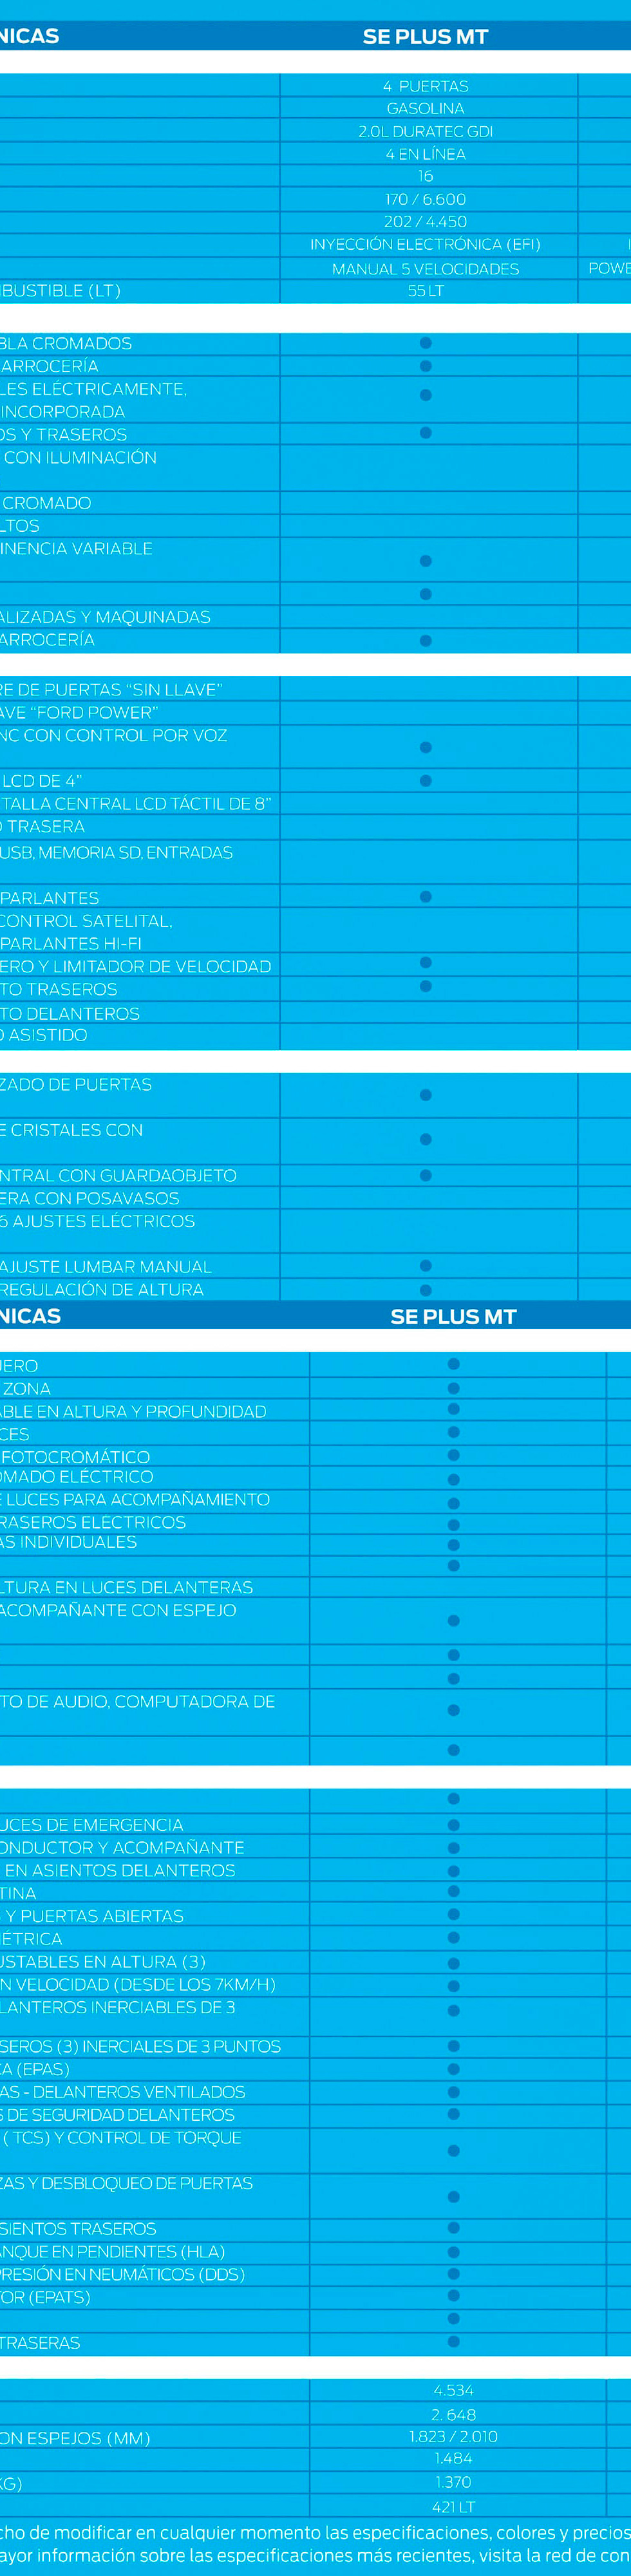 NICAS SE PLUS MT
4 PUERTAS
GASOLINA
2.0L DURATEC GDI
4 EN LÍNEA
16
170 / 6.600
202 / 4.450
INYECCIÓN ELECTRÓNICA (EFI)
MANUAL 5 VELOCIDADES POWE
BUSTIBLE (LT) 55 LT
BLA CROMADOS
ARROCERÍA
LES ELÉCTRICAMENTE,
INCORPORADA
OS Y TRASEROS
CON ILUMINACIÓN
CROMADO
LTOS
INENCIA VARIABLE
ALIZADAS Y MAQUINADAS
ARROCERÍA
RE DE PUERTAS “SIN LLAVE”
AVE “FORD POWER”
NC CON CONTROL POR VOZ
LCD DE 4”
TALLA CENTRAL LCD TÁCTIL DE 8”
O TRASERA
USB, MEMORIA SD, ENTRADAS
PARLANTES
CONTROL SATELITAL,
PARLANTES HI-FI
ERO Y LIMITADOR DE VELOCIDAD
TO TRASEROS
TO DELANTEROS
O ASISTIDO
ZADO DE PUERTAS
E CRISTALES CON
NTRAL CON GUARDAOBJETO
ERA CON POSAVASOS
6 AJUSTES ELÉCTRICOS
AJUSTE LUMBAR MANUAL
REGULACIÓN DE ALTURA
NICAS SE PLUS MT
UERO
ZONA
ABLE EN ALTURA Y PROFUNDIDAD
CES
FOTOCROMÁTICO
OMADO ELÉCTRICO
E LUCES PARA ACOMPAÑAMIENTO
RASEROS ELECTRICOS
AS INDIVIDUALES
LTURA EN LUCES DELANTERAS
ACOMPAÑANTE CON ESPEJO
TO DE AUDIO, COMPUTADORA DE
UCES DE EMERGENCIA
ONDUCTOR Y ACOMPAÑANTE
EN ASIENTOS DELANTEROS
TINA
Y PUERTAS ABIERTAS
MÉTRICA
USTABLES EN ALTURA (3)
N VELOCIDAD (DESDE LOS 7KM/H)
LANTEROS INERCIABLES DE 3
SEROS (3) INERCIALES DE 3 PUNTOS
CA (EPAS)
AS - DELANTEROS VENTILADOS
S DE SEGURIDAD DELANTEROS
( TCS) Y CONTROL DE TORQUE
ZAS Y DESBLOQUEO DE PUERTAS
SIENTOS TRASEROS
ANQUE EN PENDIENTES (HLA)
PRESIÓN EN NEUMÁTICOS (DDS)
TOR (EPATS)
TRASERAS
4.534
2. 648
ON ESPEJOS (MM) 1.823 / 2.010
1.484
KG) 1.370
421 LT
cho de modificar en cualquier momento las especificaciones, colores y precios
ayor información sobre las especificaciones más recientes, visita la red de con